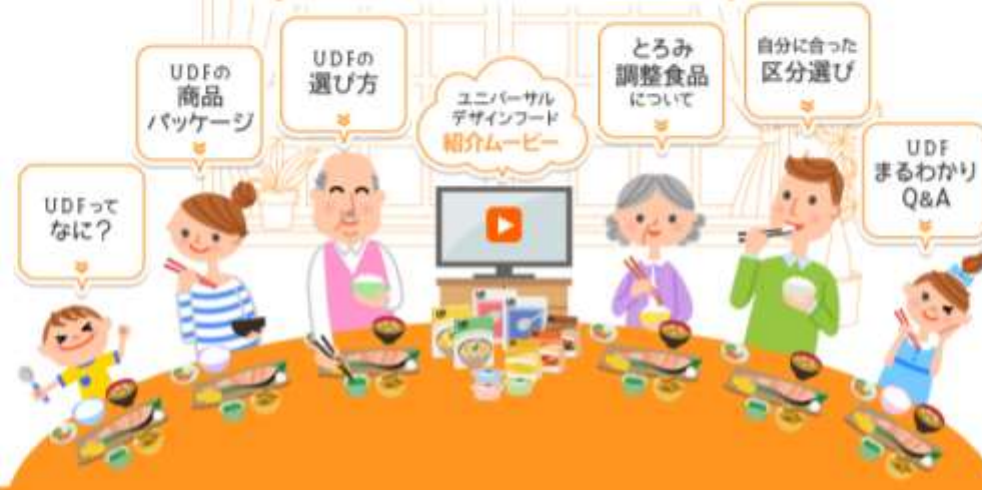 UDFって
なに?
UDFの
商品
パッケージ
UDFの
選び方
ユニバーサル
デザインフード
紹介ムービー
とろみ
調整食品
について
自分に合った
区分選び
UDF
まるわかり
Q&A